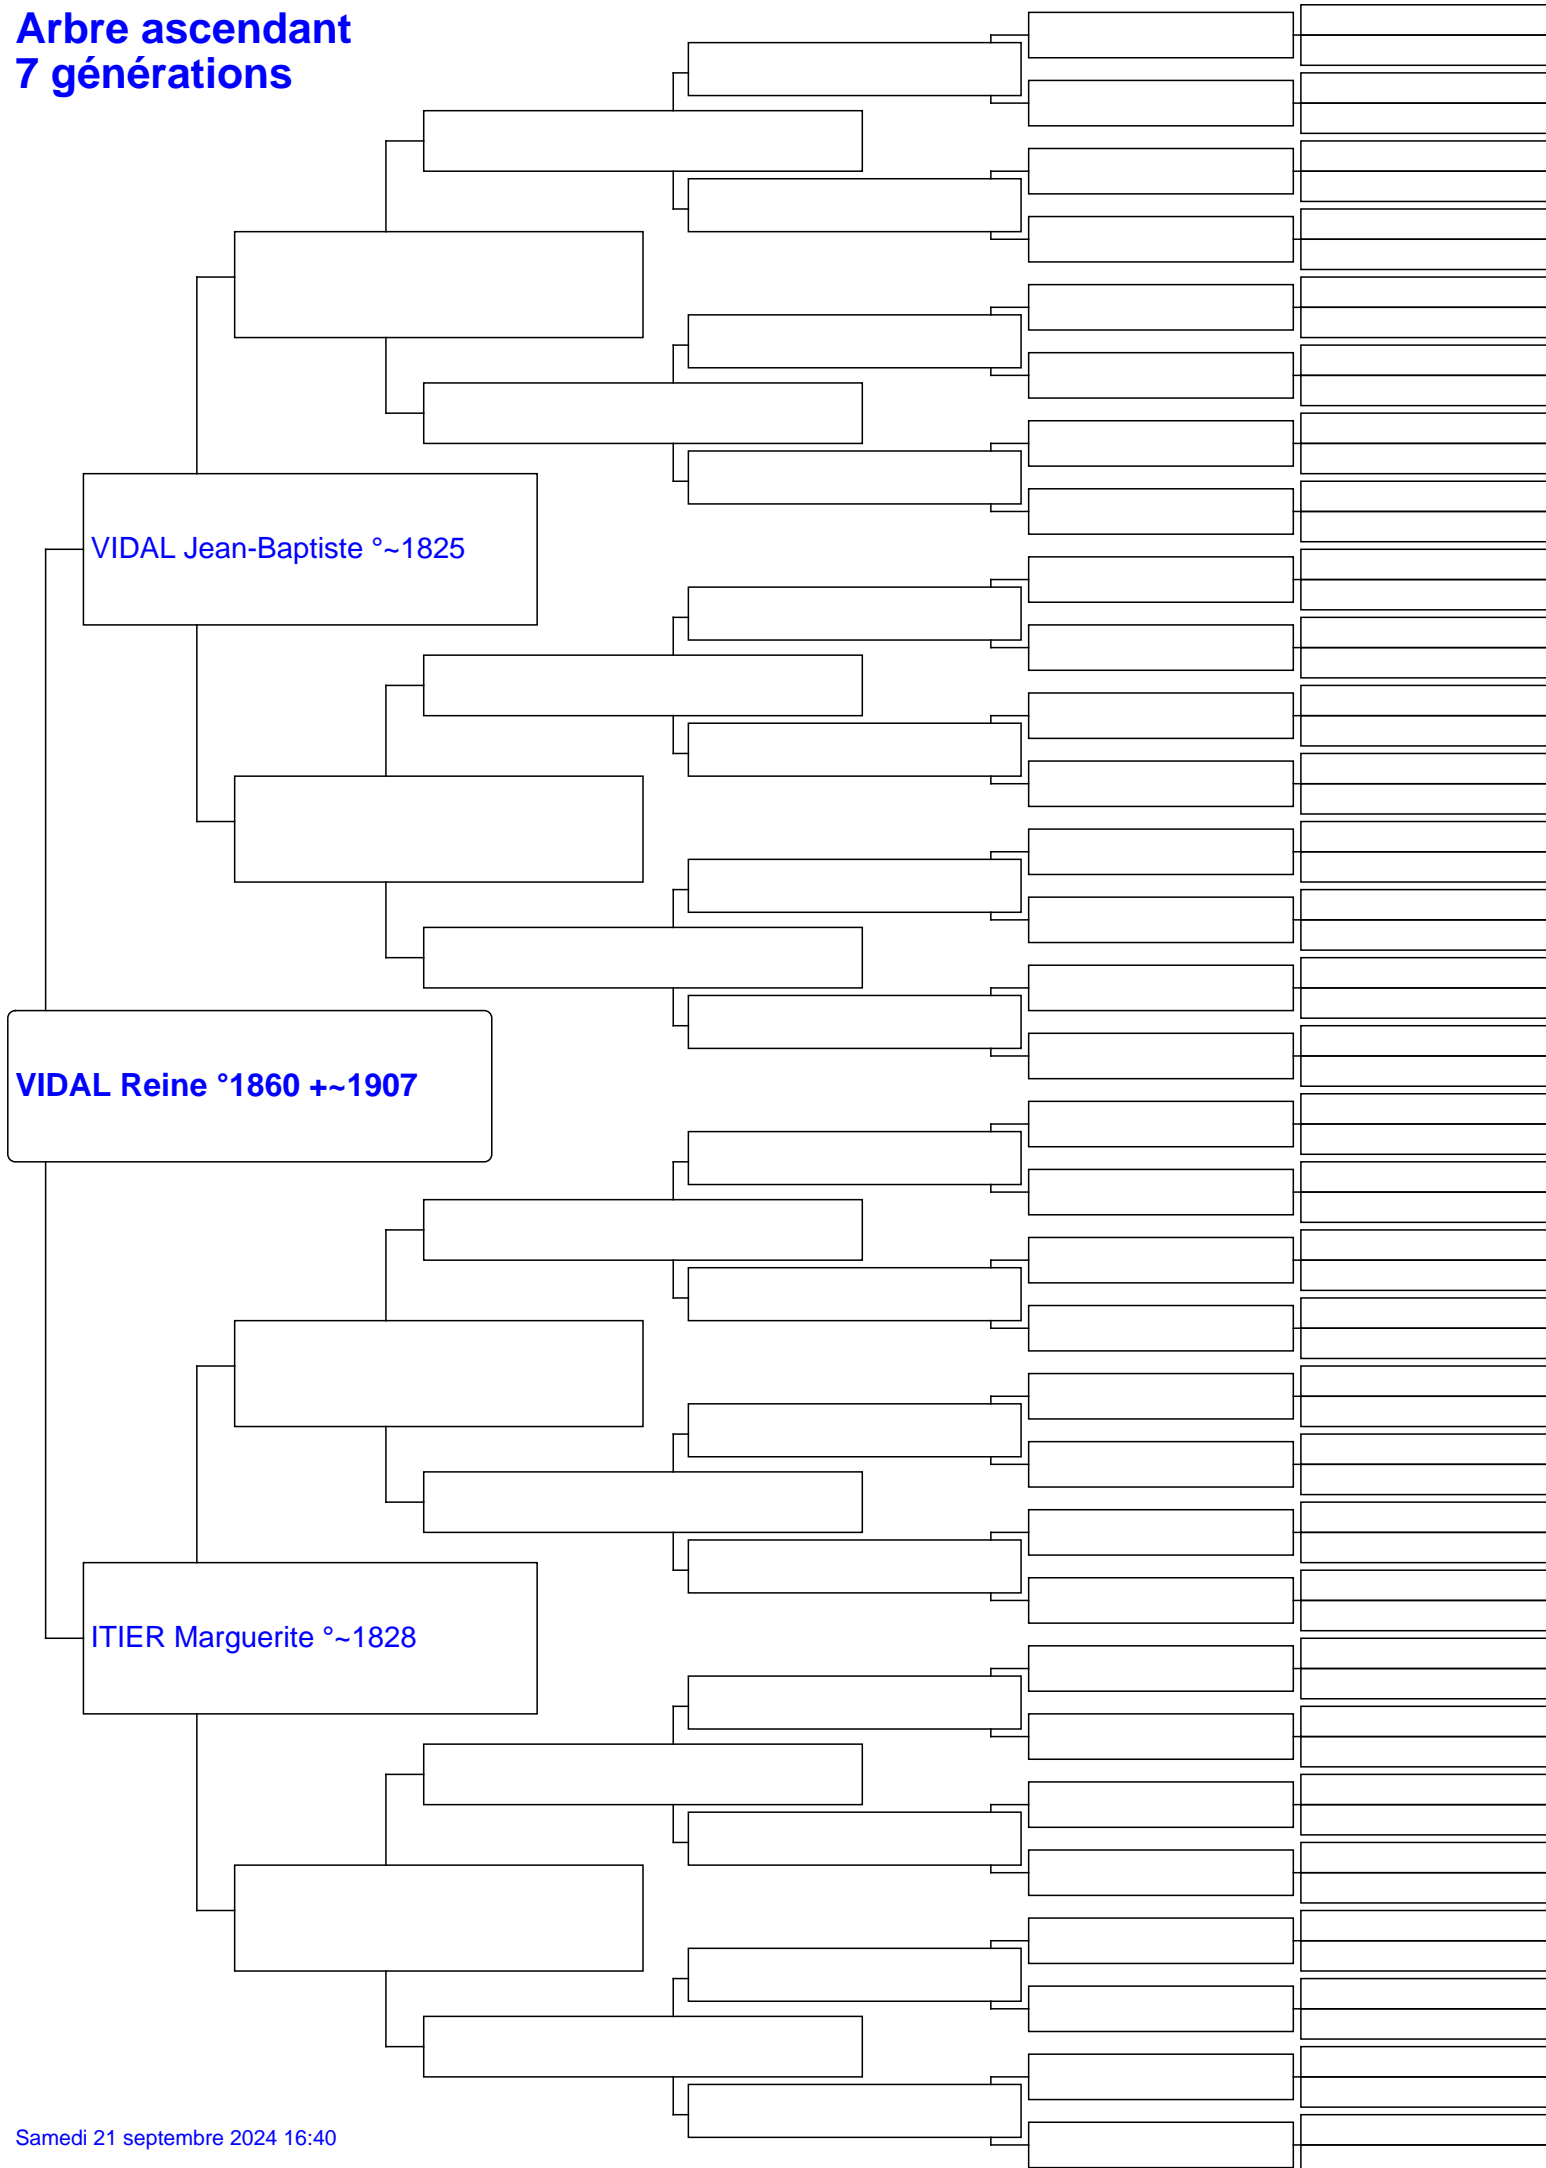 Arbre ascendant
7 générations
VIDAL Jean-Baptiste °~1825
VIDAL Reine °1860 +~1907
ITIER Marguerite °~1828
Samedi 21 septembre 2024 16:40